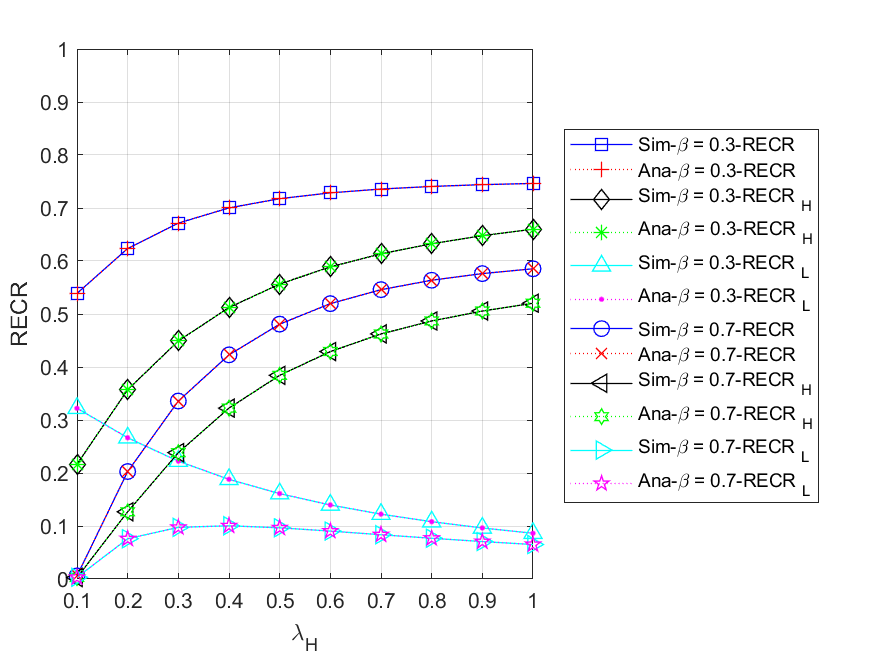 1
0.9
0.8
0.7
0.6
0.5
0.4
0.3
0.2
0.1
0
RECR
0.1 0.2 0.3 0.4 0.5 0.6 0.7 0.8 0.9 1
λH
Sim-β = 0.3-RECR
Ana-β = 0.3-RECR
Sim-β = 0.3-RECR H
Ana-β = 0.3-RECR H
Sim-β = 0.3-RECR L
Ana-β = 0.3-RECR L
Sim-β = 0.7-RECR
Ana-β = 0.7-RECR
Sim-β = 0.7-RECR H
Ana-β = 0.7-RECR H
Sim-β = 0.7-RECR L
Ana-β = 0.7-RECR L